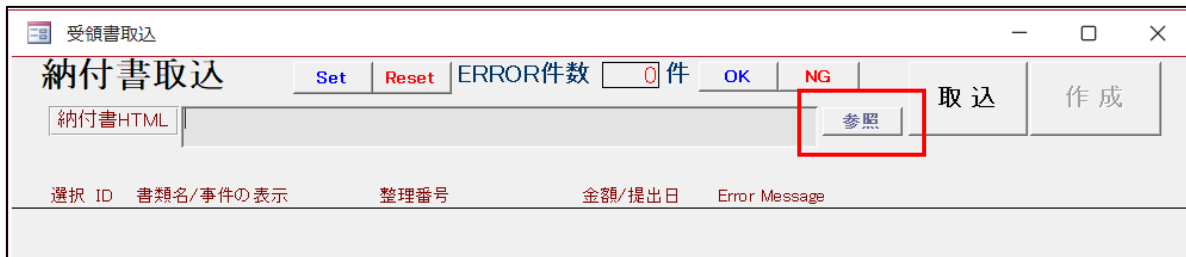 受領書取込
納付書取込 Set Reset ERROR件数 0 件 OK NG 取込 作成
納付書HTML 参照
選択 ID 書類名/事件の表示 整理番号 金額/提出日 Error Message